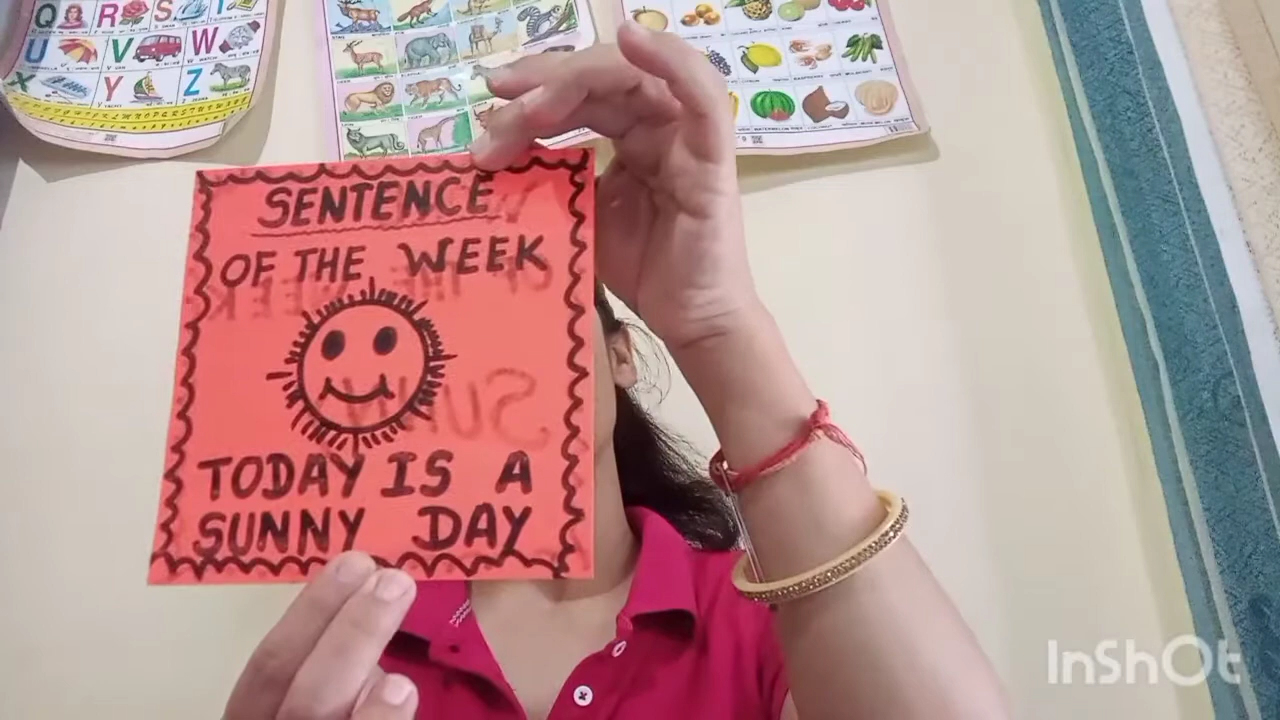 Q R S T
U V W
X Y Z
SENTENCE
OF THE WEEK
TODAY IS A
SUNNY DAY
InShOt